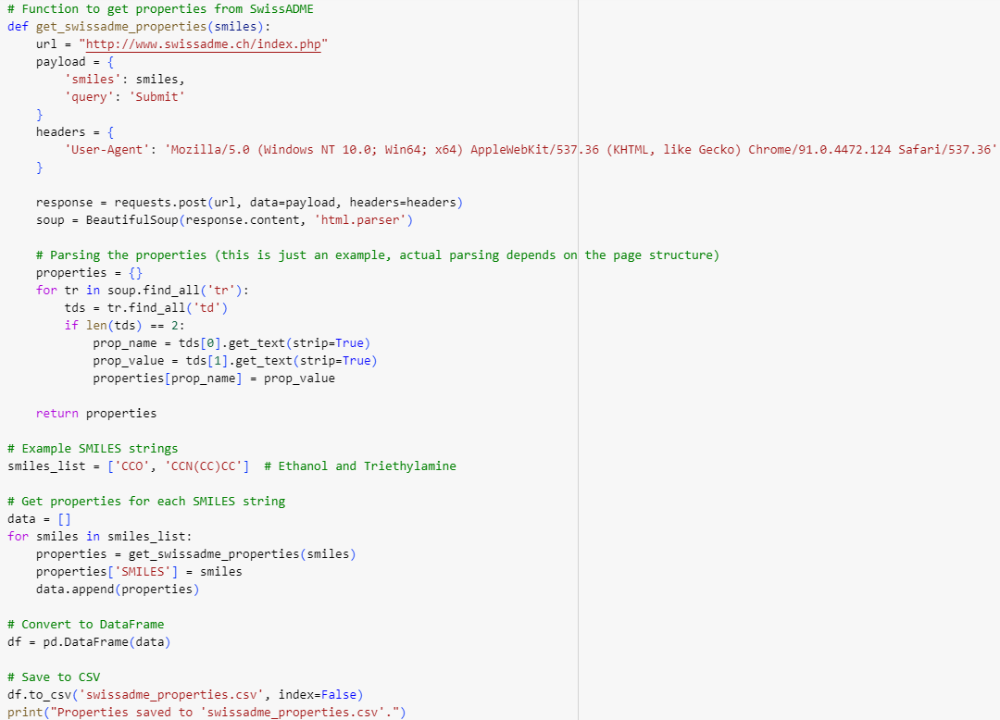 # Function to get properties from SwissADME
def get_swissadme_properties(smiles):
    url = "http://www.swissadme.ch/index.php"
    payload = {
        'smiles': smiles,
        'query': 'Submit'
    }
    headers = {
        'User-Agent': 'Mozilla/5.0 (Windows NT 10.0; Win64; x64) AppleWebKit/537.36 (KHTML, like Gecko) Chrome/91.0.4472.124 Safari/537.36'
    }

    response = requests.post(url, data=payload, headers=headers)
    soup = BeautifulSoup(response.content, 'html.parser')

    # Parsing the properties (this is just an example, actual parsing depends on the page structure)
    properties = {}
    for tr in soup.find_all('tr'):
        tds = tr.find_all('td')
        if len(tds) == 2:
            prop_name = tds[0].get_text(strip=True)
            prop_value = tds[1].get_text(strip=True)
            properties[prop_name] = prop_value

    return properties

# Example SMILES strings
smiles_list = ['CCO', 'CCN(CC)CC']  # Ethanol and Triethylamine

# Get properties for each SMILES string
data = []
for smiles in smiles_list:
    properties = get_swissadme_properties(smiles)
    properties['SMILES'] = smiles
    data.append(properties)

# Convert to DataFrame
df = pd.DataFrame(data)

# Save to CSV
df.to_csv('swissadme_properties.csv', index=False)
print("Properties saved to 'swissadme_properties.csv'.")